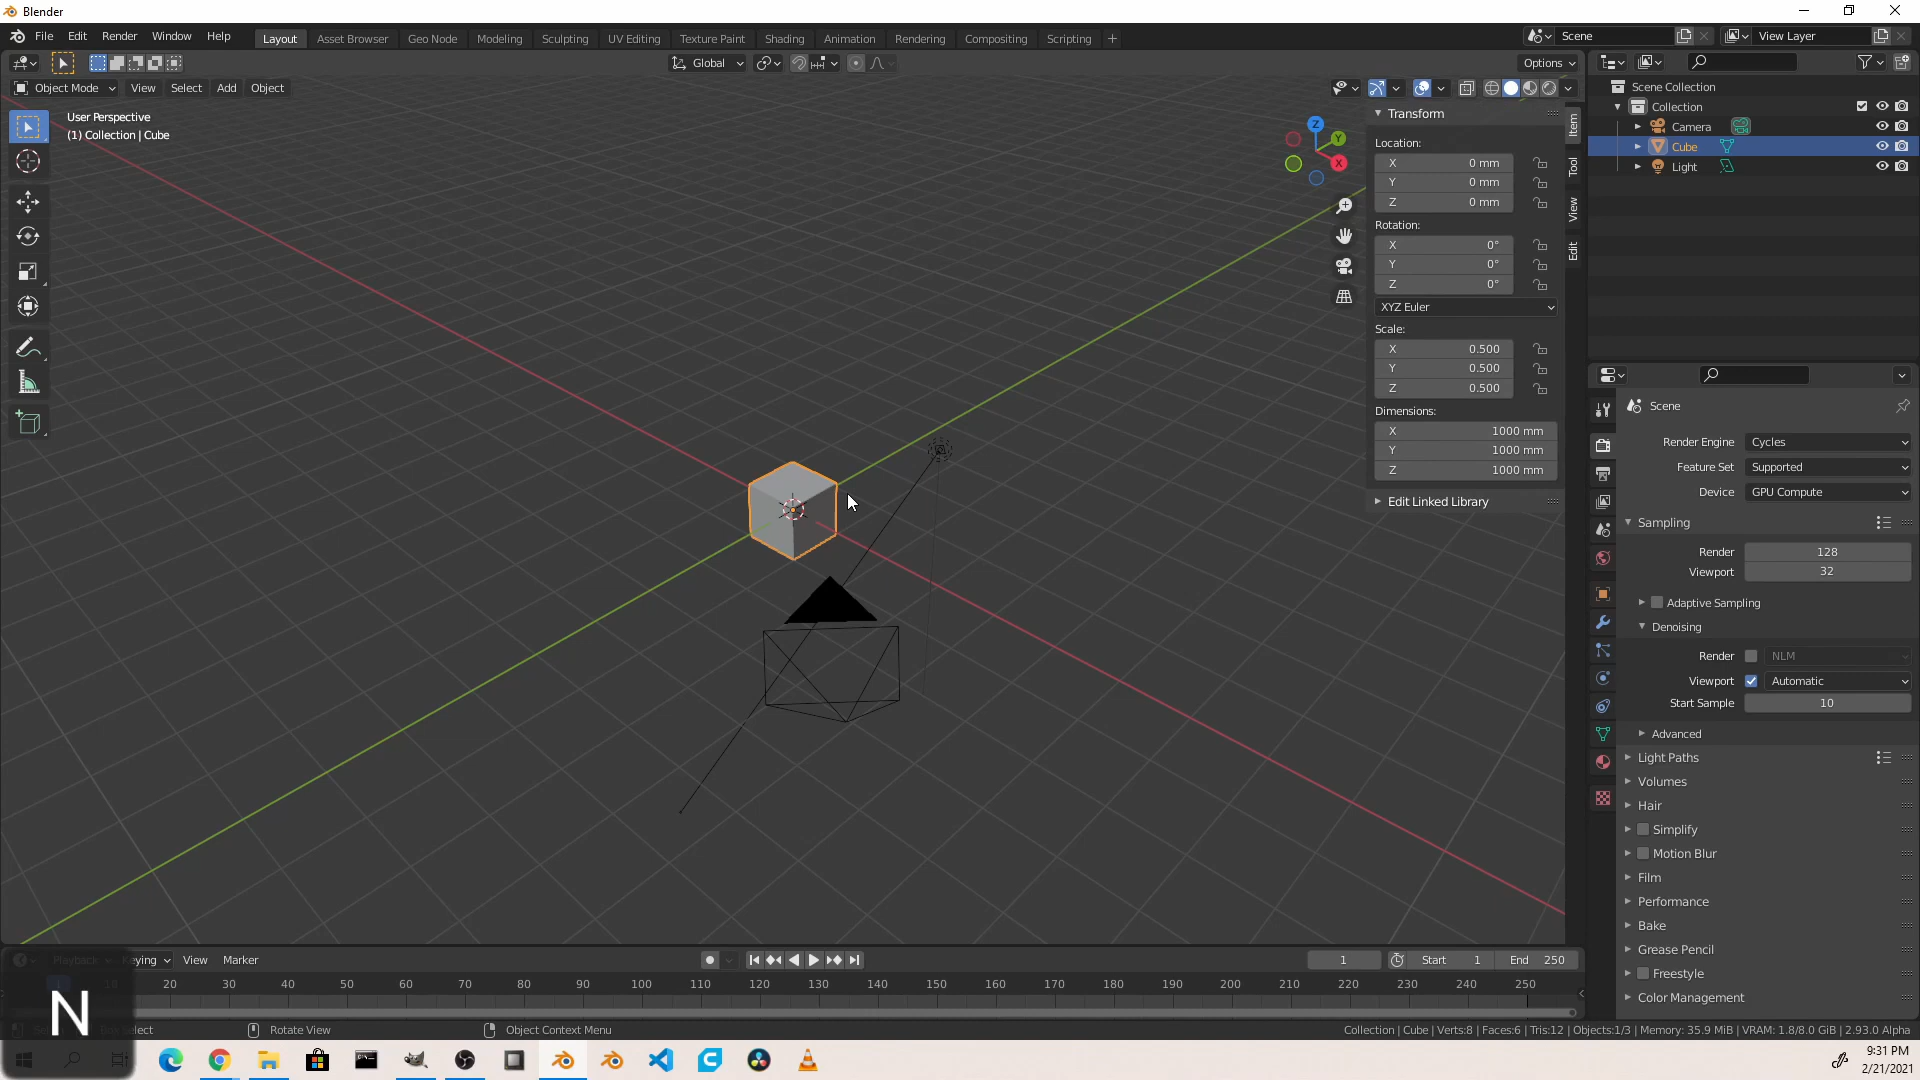 Blender
File Edit Render Window Help
Layout Asset Browser Geo Node Modeling Sculpting UV Editing Texture Paint Shading Animation Rendering Compositing Scripting +
Scene
View Layer
Global
Options
Object Mode View Select Add Object
User Perspective
(1) Collection | Cube
Z
Y
X
Transform
Location:
X 0 mm
Y 0 mm
Z 0 mm
Rotation:
X 0°
Y 0°
Z 0°
XYZ Euler
Scale:
X 0.500
Y 0.500
Z 0.500
Dimensions:
X 1000 mm
Y 1000 mm
Z 1000 mm
Edit Linked Library
Item
Tool
View
Edit
Scene Collection
Collection
Camera
Cube
Light
Scene
Render Engine Cycles
Feature Set Supported
Device GPU Compute
Sampling
Render 128
Viewport 32
Adaptive Sampling
Denoising
Render NLM
Viewport Automatic
Start Sample 10
Advanced
Light Paths
Volumes
Hair
Simplify
Motion Blur
Film
Performance
Bake
Grease Pencil
Freestyle
Color Management
Playback Keying View Marker
1
Start 1
End 250
1 10 20 30 40 50 60 70 80 90 100 110 120 130 140 150 160 170 180 190 200 210 220 230 240 250
N
Select
Rotate View
Object Context Menu
Collection | Cube | Verts:8 | Faces:6 | Tris:12 | Objects:1/3 | Memory: 35.9 MiB | VRAM: 1.8/8.0 GiB | 2.93.0 Alpha
9:31 PM
2/21/2021